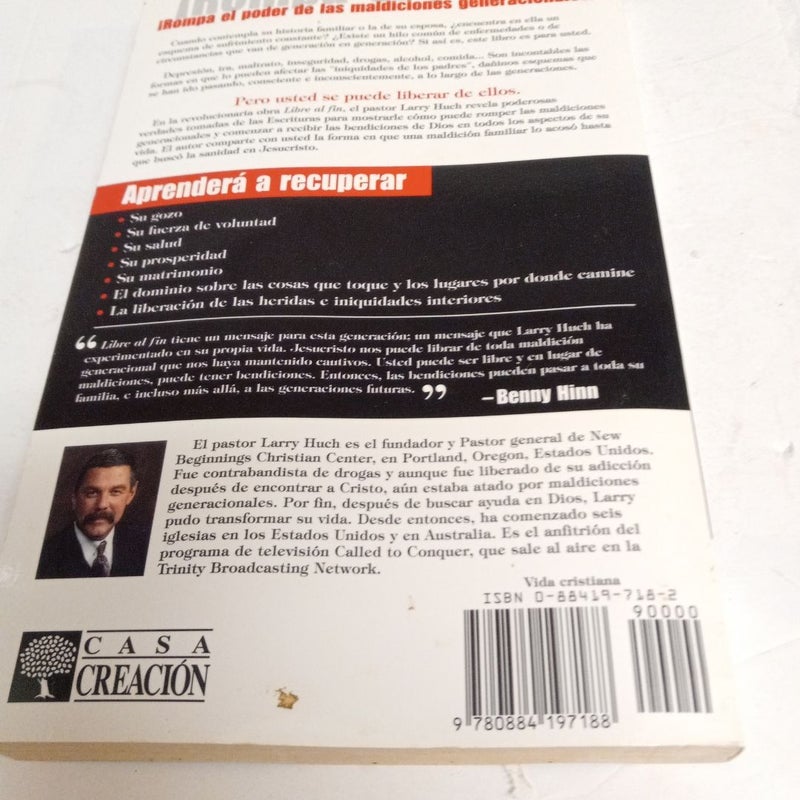 ¡Rompa el poder de las maldiciones generacionales
Cuando contempla su historia familiar o la de su esposa, ¿encuentra en ella un
esquema de sufrimiento constante? ¿Existe un hilo común de enfermedades o de
circunstancias que van de generación en generación? Si así es, este libro es para usted.
Depresión, ira, maltrato, inseguridad, drogas, alcohol, comida... Son incontables las
formas en que lo pueden afectar las "iniquidades de los padres", dañinos esquemas que
se han ido pasando, consciente e inconscientemente, a lo largo de las generaciones.
Pero usted se puede liberar de ellos.
En la revolucionaria obra Libre al fin, el pastor Larry Huch revela poderosas
verdades tomadas de las Escrituras para mostrarle cómo puede romper las maldiciones
generacionales y comenzar a recibir las bendiciones de Dios en todos los aspectos de su
vida. El autor comparte con usted la forma en que una maldición familiar lo acosó hasta
que buscó la sanidad en Jesucristo.
Aprenderá a recuperar
• Su gozo
• Su fuerza de voluntad
• Su salud
• Su prosperidad
• Su matrimonio
• El dominio sobre las cosas que toque y los lugares por donde camine
• La liberación de las heridas e iniquidades interiores
“Libre al fin tiene un mensaje para esta generación; un mensaje que Larry Huch ha
experimentado en su propia vida. Jesucristo nos puede librar de toda maldición
generacional que nos haya mantenido cautivos. Usted puede ser libre y en lugar de
maldiciones, puede tener bendiciones. Entonces, las bendiciones pueden pasar a toda su
familia, e incluso más allá, a las generaciones futuras.”
—Benny Hinn
El pastor Larry Huch es el fundador y Pastor general de New
Beginnings Christian Center, en Portland, Oregon, Estados Unidos.
Fue contrabandista de drogas y aunque fue liberado de su adicción
después de encontrar a Cristo, aún estaba atado por maldiciones
generacionales. Por fin, después de buscar ayuda en Dios, Larry
pudo transformar su vida. Desde entonces, ha comenzado seis
iglesias en los Estados Unidos y en Australia. Es el anfitrión del
programa de televisión Called to Conquer, que sale al aire en la
Trinity Broadcasting Network.
Vida cristiana
ISBN 0-88419-718-2
90000
9 780884 197188
CASA
CREACIÓN